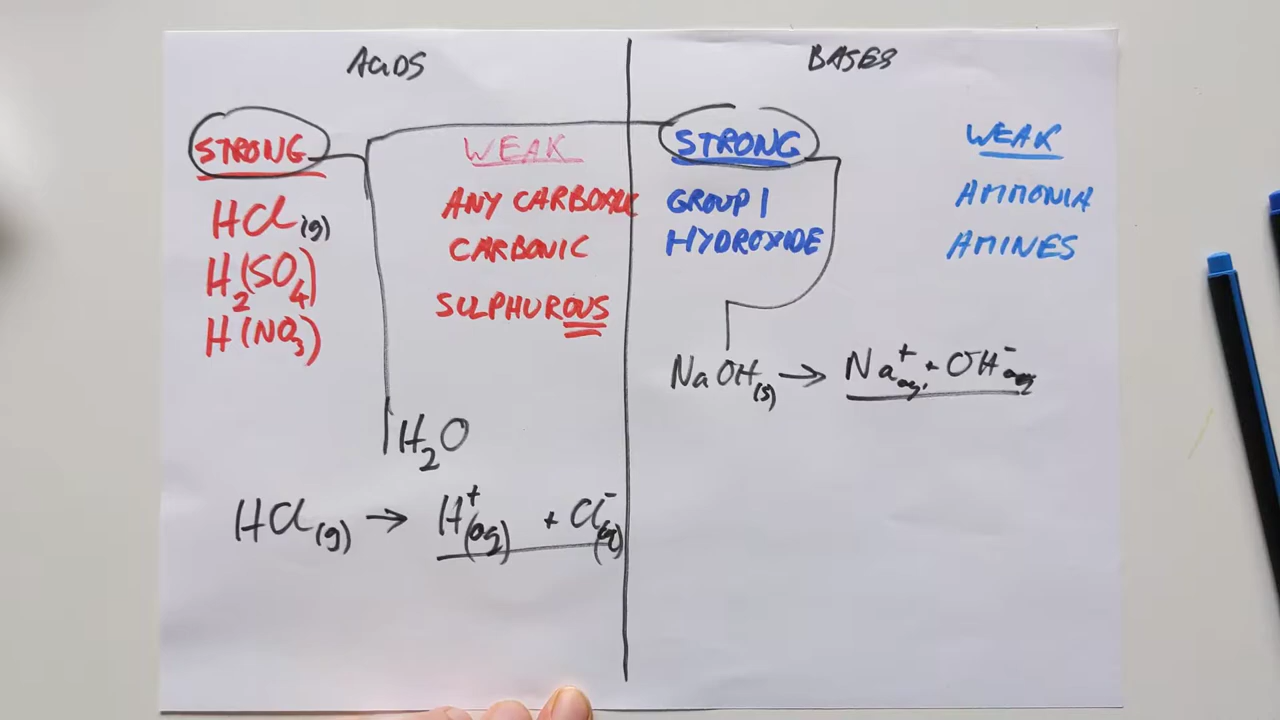 ACIDS
STRONG
HCl(g)
H₂(SO₄)
H(NO₃)
WEAK
ANY CARBOXYLIC
CARBONIC
SULPHUROUS
H₂O
HCl(g) → H⁺(aq) + Cl⁻(aq)
BASES
STRONG
GROUP 1
HYDROXIDE
WEAK
AMMONIA
AMINES
NaOH(s) → Na⁺aq + OH⁻aq